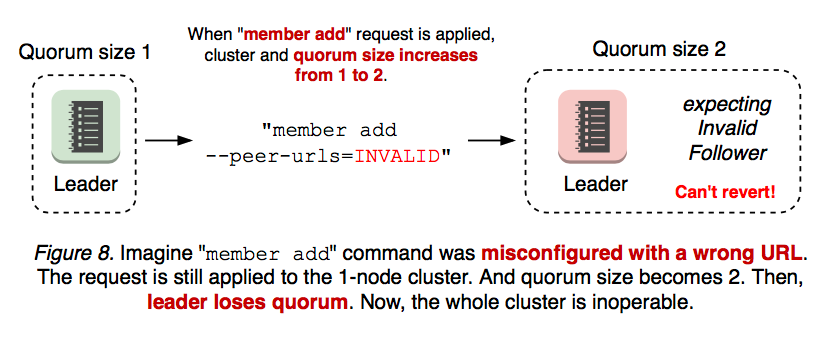 When "member add" request is applied,
cluster and quorum size increases
from 1 to 2.
Quorum size 1
Leader
"member add
--peer-urls=INVALID"
Quorum size 2
Leader
expecting
Invalid
Follower
Can't revert!
Figure 8. Imagine "member add" command was misconfigured with a wrong URL.
The request is still applied to the 1-node cluster. And quorum size becomes 2. Then,
leader loses quorum. Now, the whole cluster is inoperable.